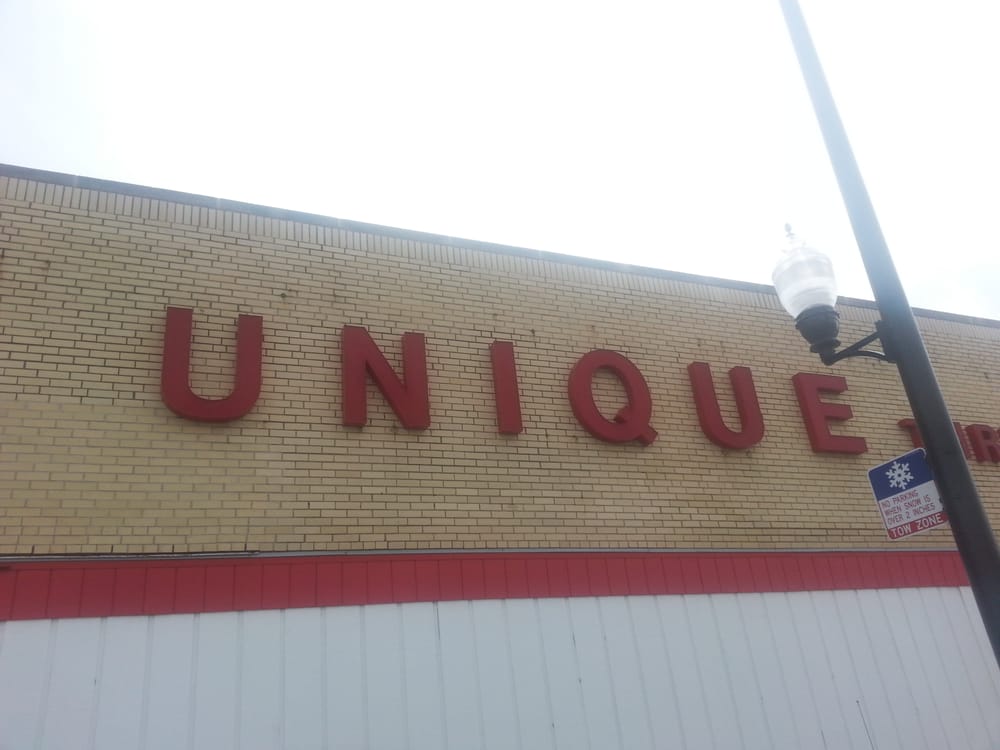 UNIQUE
NO PARKING
WHEN SNOW IS
OVER 2 INCHES
TOW ZONE